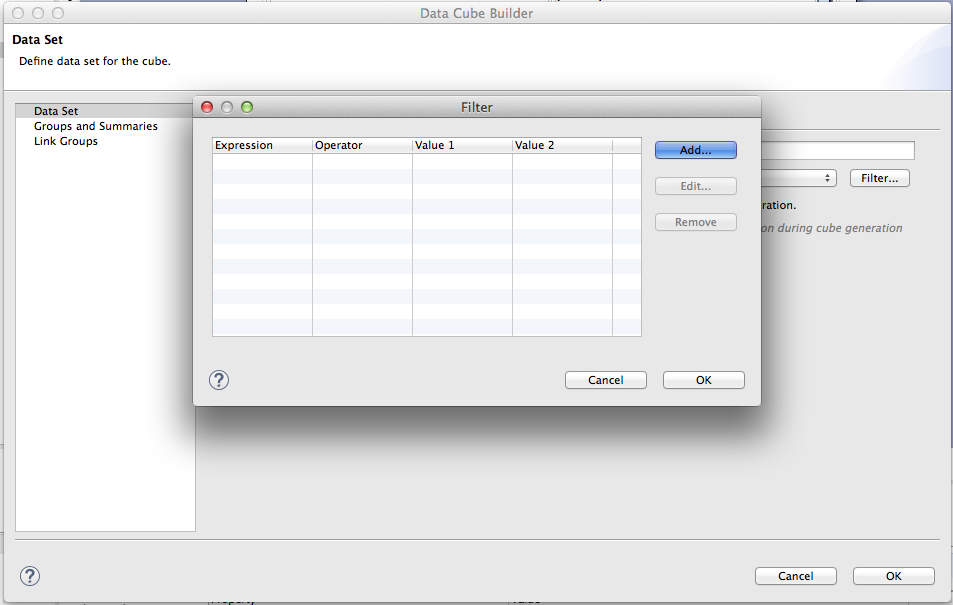 Data Cube Builder
Data Set
Define data set for the cube.
Data Set
Groups and Summaries
Link Groups
Filter
Expression Operator Value 1 Value 2
Add...
Edit...
Remove
Filter...
ration.
on during cube generation
? Cancel OK
? Cancel OK